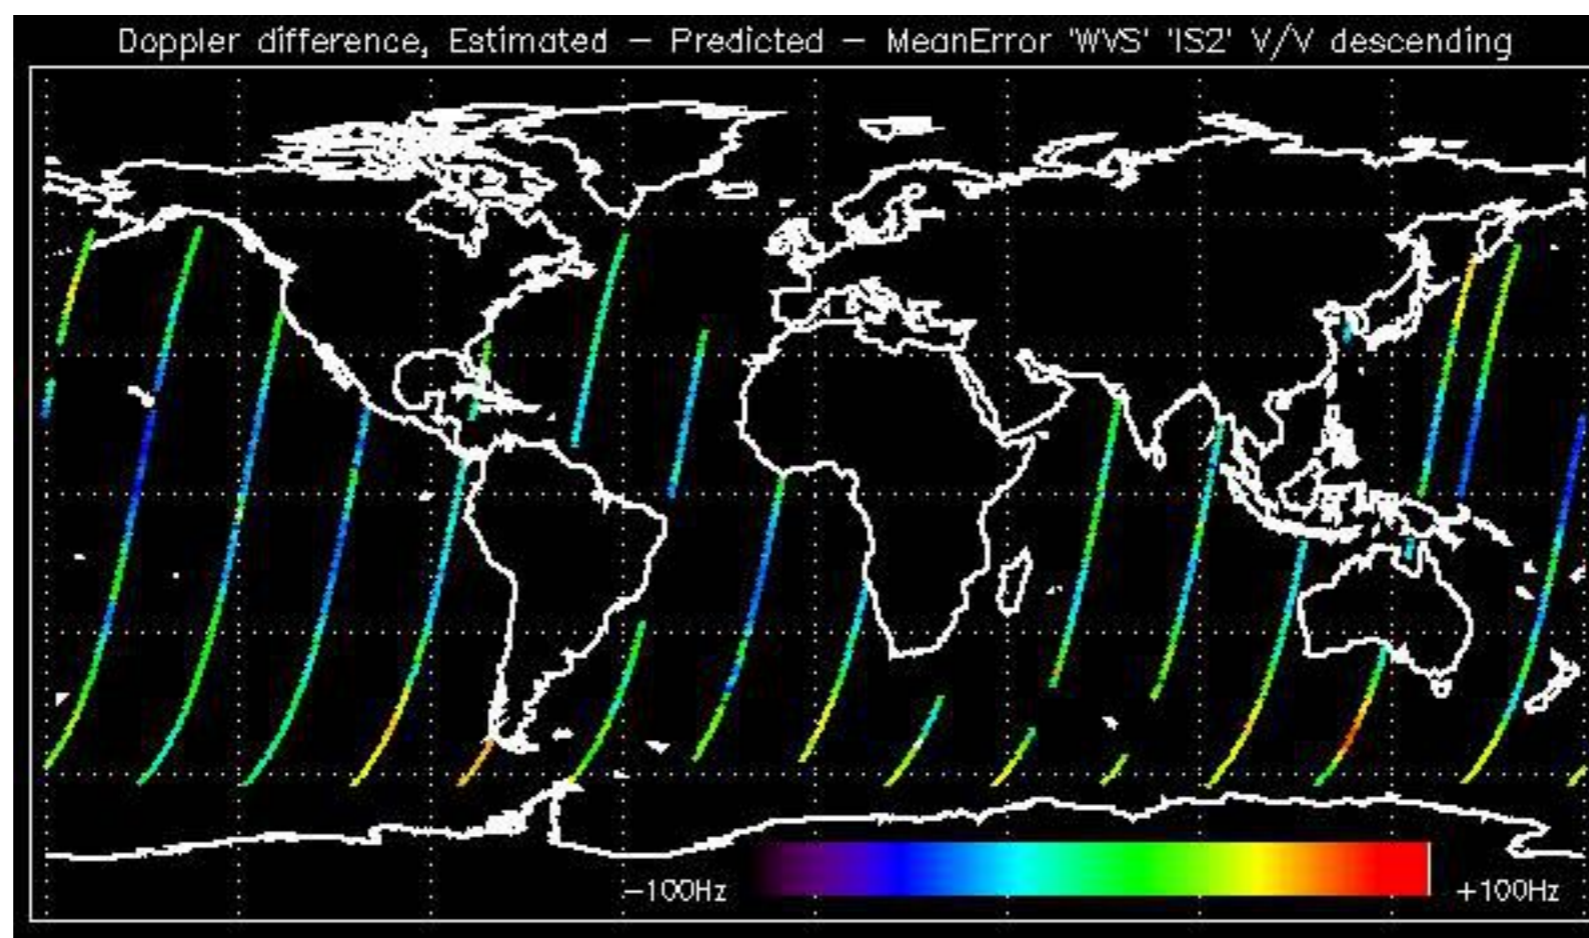 Doppler difference, Estimated − Predicted − MeanError 'WVS' 'IS2' V/V descending
−100Hz
+100Hz